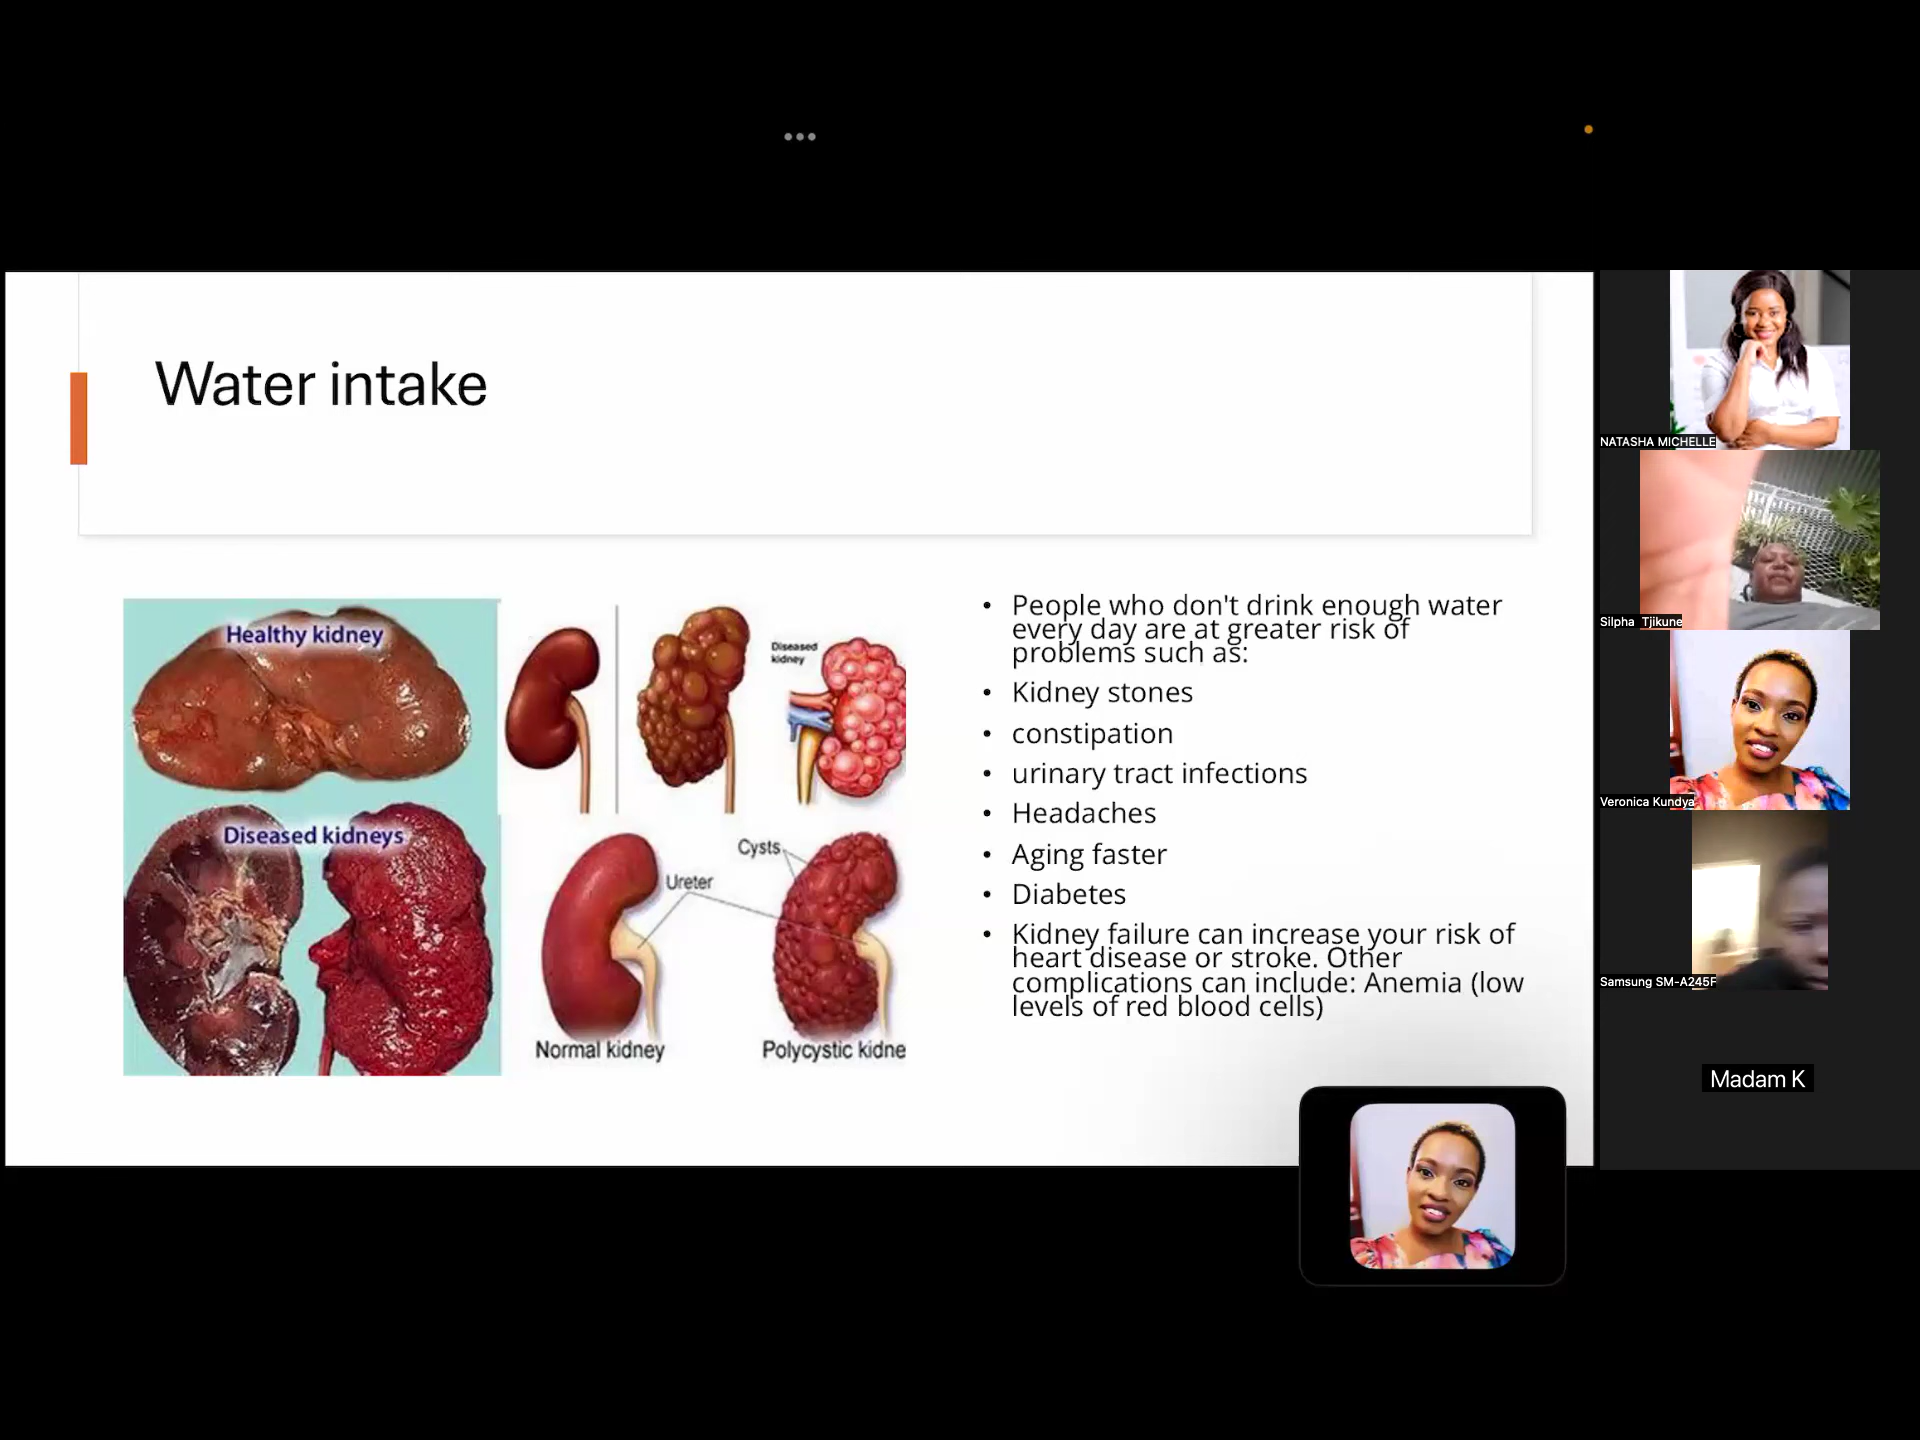 Water intake
Healthy kidney
Diseased kidneys
Diseased
kidney
Cysts
Ureter
Normal kidney
Polycystic kidne
• People who don't drink enough water
every day are at greater risk of
problems such as:
• Kidney stones
• constipation
• urinary tract infections
• Headaches
• Aging faster
• Diabetes
• Kidney failure can increase your risk of
heart disease or stroke. Other
complications can include: Anemia (low
levels of red blood cells)
NATASHA MICHELLE
Silpha Tjikune
Veronica Kundya
Samsung SM-A245F
Madam K